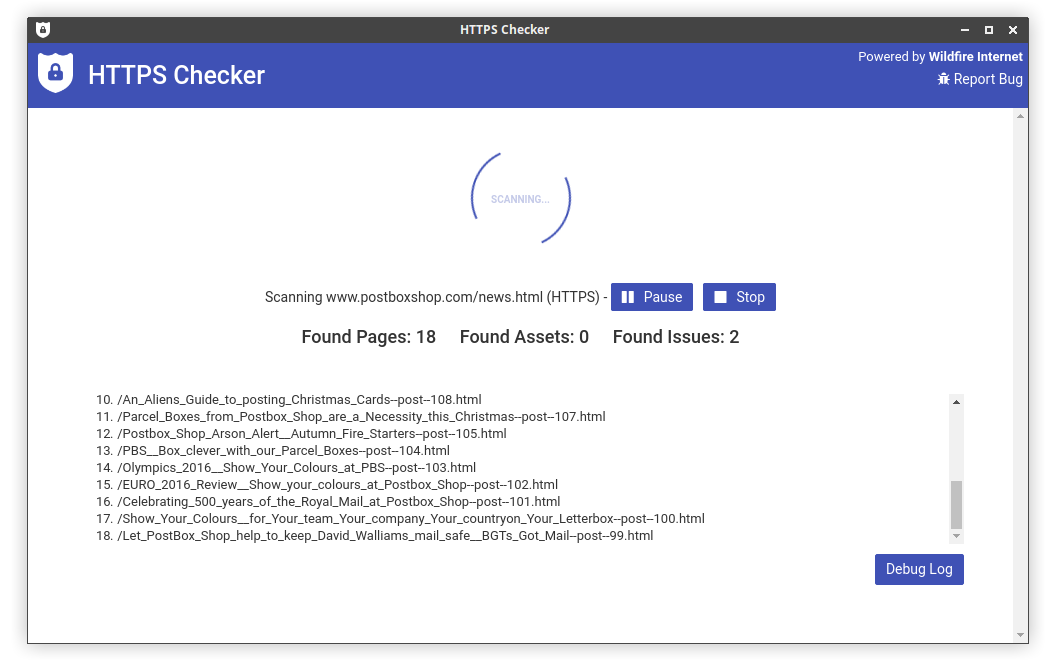 HTTPS Checker
HTTPS Checker
Powered by Wildfire Internet
Report Bug
SCANNING...
Scanning www.postboxshop.com/news.html (HTTPS) - Pause Stop
Found Pages: 18 Found Assets: 0 Found Issues: 2
10. /An_Aliens_Guide_to_posting_Christmas_Cards--post--108.html
11. /Parcel_Boxes_from_Postbox_Shop_are_a_Necessity_this_Christmas--post--107.html
12. /Postbox_Shop_Arson_Alert__Autumn_Fire_Starters--post--105.html
13. /PBS__Box_clever_with_our_Parcel_Boxes--post--104.html
14. /Olympics_2016__Show_Your_Colours_at_PBS--post--103.html
15. /EURO_2016_Review__Show_your_colours_at_Postbox_Shop--post--102.html
16. /Celebrating_500_years_of_the_Royal_Mail_at_Postbox_Shop--post--101.html
17. /Show_Your_Colours__for_Your_team_Your_company_Your_countryon_Your_Letterbox--post--100.html
18. /Let_PostBox_Shop_help_to_keep_David_Walliams_mail_safe__BGTs_Got_Mail--post--99.html
Debug Log